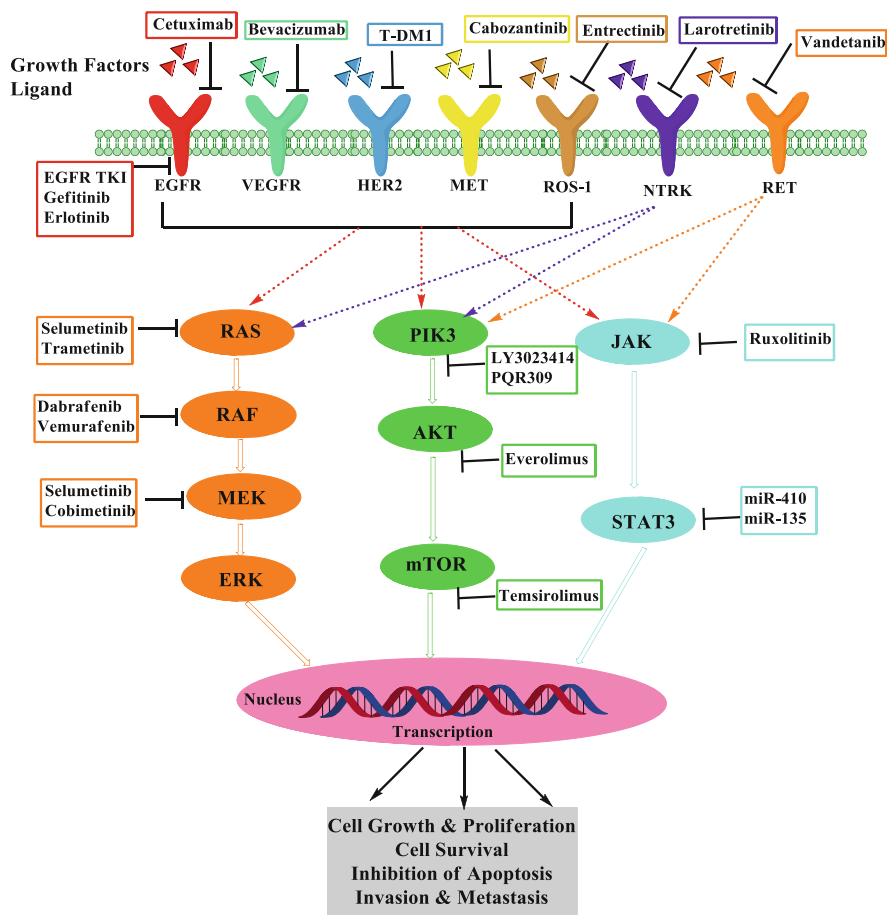 Cetuximab
Bevacizumab
T-DM1
Cabozantinib
Entrectinib
Larotretinib
Vandetanib
Growth Factors
Ligand
EGFR TKI
Gefitinib
Erlotinib
EGFR
VEGFR
HER2
MET
ROS-1
NTRK
RET
Selumetinib
Trametinib
RAS
PIK3
JAK
Ruxolitinib
LY3023414
PQR309
Dabrafenib
Vemurafenib
RAF
AKT
Everolimus
Selumetinib
Cobimetinib
MEK
STAT3
miR-410
miR-135
ERK
mTOR
Temsirolimus
Nucleus
Transcription
Cell Growth & Proliferation
Cell Survival
Inhibition of Apoptosis
Invasion & Metastasis